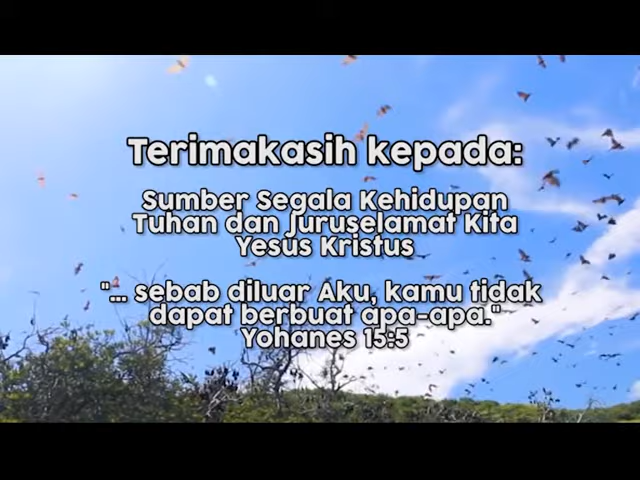 Terimakasih kepada:
Sumber Segala Kehidupan
Tuhan dan Juruselamat Kita
Yesus Kristus
"... sebab diluar Aku, kamu tidak
dapat berbuat apa-apa."
Yohanes 15:5